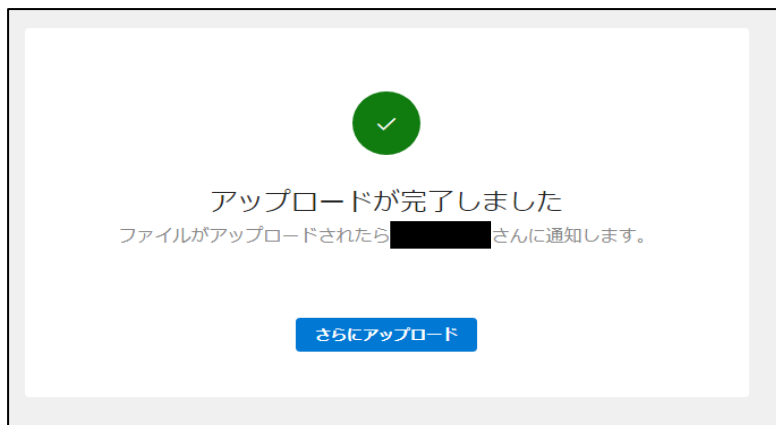 アップロードが完了しました
ファイルがアップロードされたら さんに通知します。
さらにアップロード